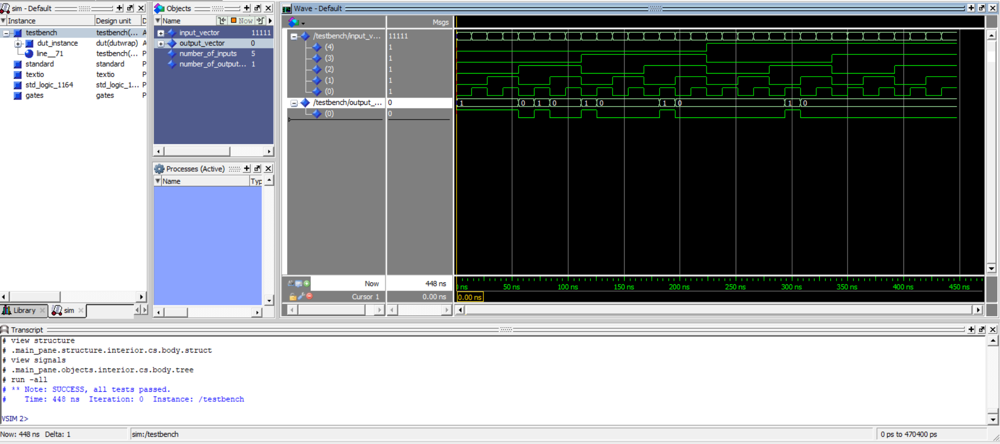 sim - Default
Instance Design unit D
testbench testbench(... A
dut_instance dut(dutwrap) A
line__71 testbench(... P
standard standard P
textio textio P
std_logic_1164 std_logic_1... P
gates gates P
Library sim
Objects
Name Now
input_vector 11111
output_vector 0
number_of_inputs 5
number_of_output... 1
Processes (Active)
Name Typ
Wave - Default
Msgs
/testbench/input_v... 11111
(4) 1
(3) 1
(2) 1
(1) 1
(0) 1
/testbench/output_... 0 1 0 1 0 1 0 1 0 1 0
(0) 0
Now 448 ns ns 50 ns 100 ns 150 ns 200 ns 250 ns 300 ns 350 ns 400 ns 450 ns
Cursor 1 0.00 ns 0.00 ns
Transcript
# view structure
# .main_pane.structure.interior.cs.body.struct
# view signals
# .main_pane.objects.interior.cs.body.tree
# run -all
# ** Note: SUCCESS, all tests passed.
# Time: 448 ns Iteration: 0 Instance: /testbench
VSIM 2>
Now: 448 ns Delta: 1 sim:/testbench 0 ps to 470400 ps